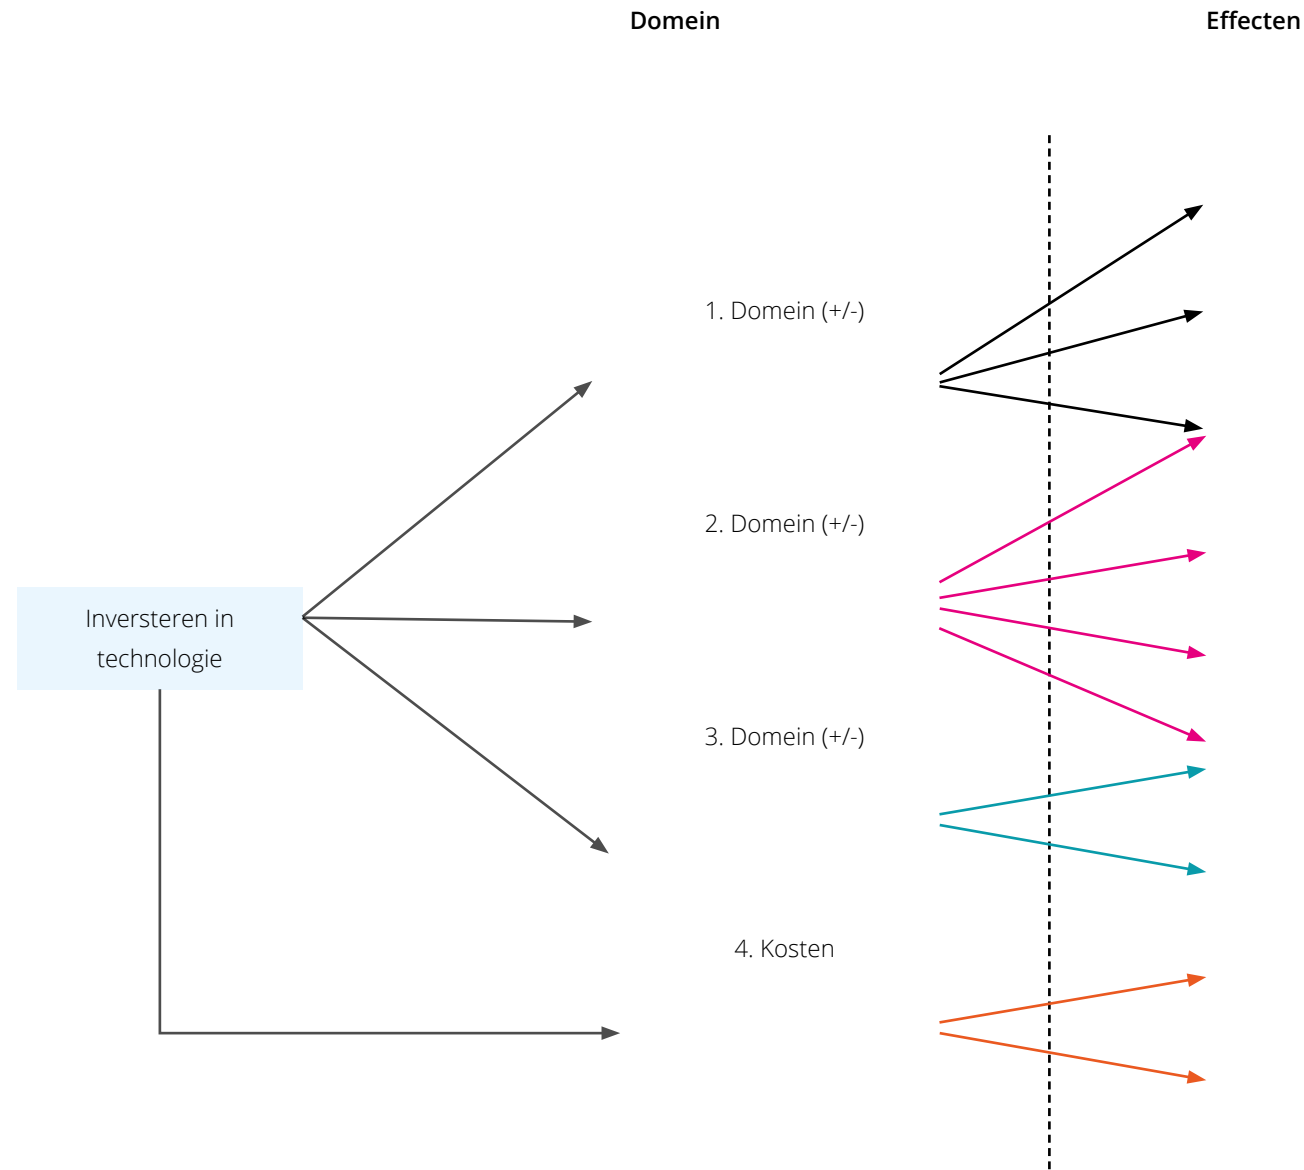 Domein
Effecten
1. Domein (+/-)
2. Domein (+/-)
Inversteren in
technologie
3. Domein (+/-)
4. Kosten